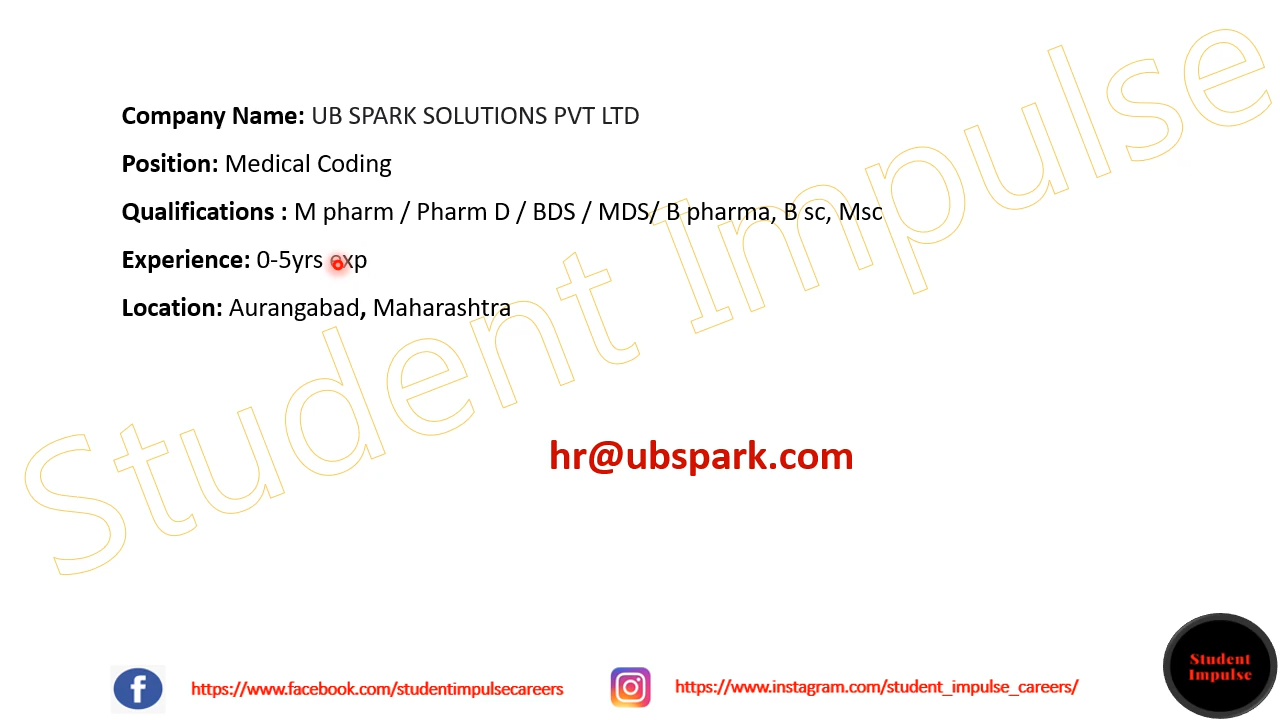 Company Name: UB SPARK SOLUTIONS PVT LTD
Position: Medical Coding
Qualifications : M pharm / Pharm D / BDS / MDS/ B pharma, B sc, Msc
Experience: 0-5yrs exp
Location: Aurangabad, Maharashtra
Student Impulse
hr@ubspark.com
https://www.facebook.com/studentimpulsecareers
https://www.instagram.com/student_impulse_careers/
Student
Impulse